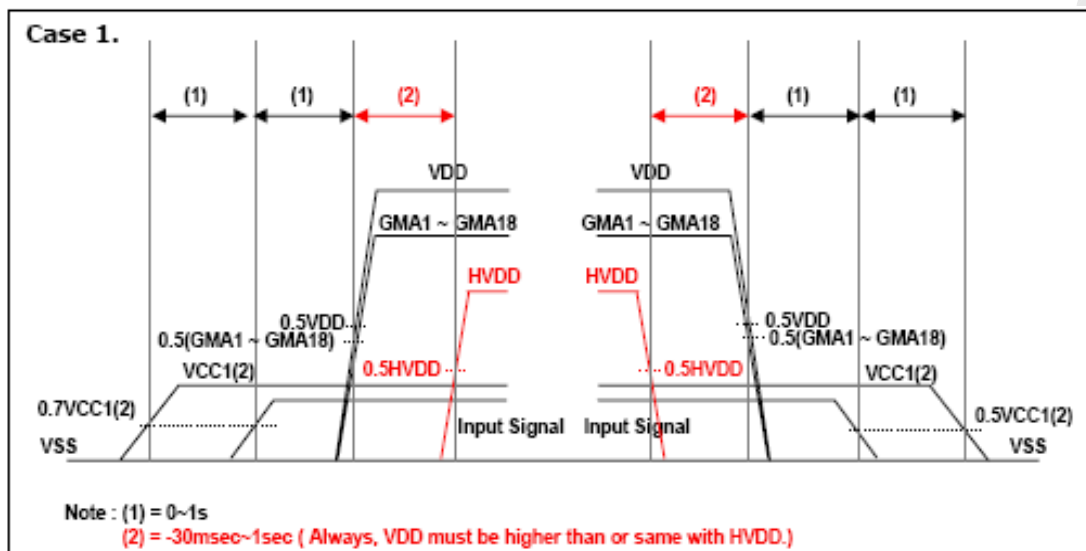 Case 1.
(1) (1) (2) (2) (1) (1)
VDD VDD
GMA1 ~ GMA18 GMA1 ~ GMA18
HVDD HVDD
0.5VDD 0.5VDD
0.5(GMA1 ~ GMA18) 0.5(GMA1 ~ GMA18)
VCC1(2) 0.5HVDD 0.5HVDD VCC1(2)
0.7VCC1(2) 0.5VCC1(2)
Input Signal Input Signal
VSS VSS
Note : (1) = 0~1s
(2) = -30msec~1sec ( Always, VDD must be higher than or same with HVDD.)